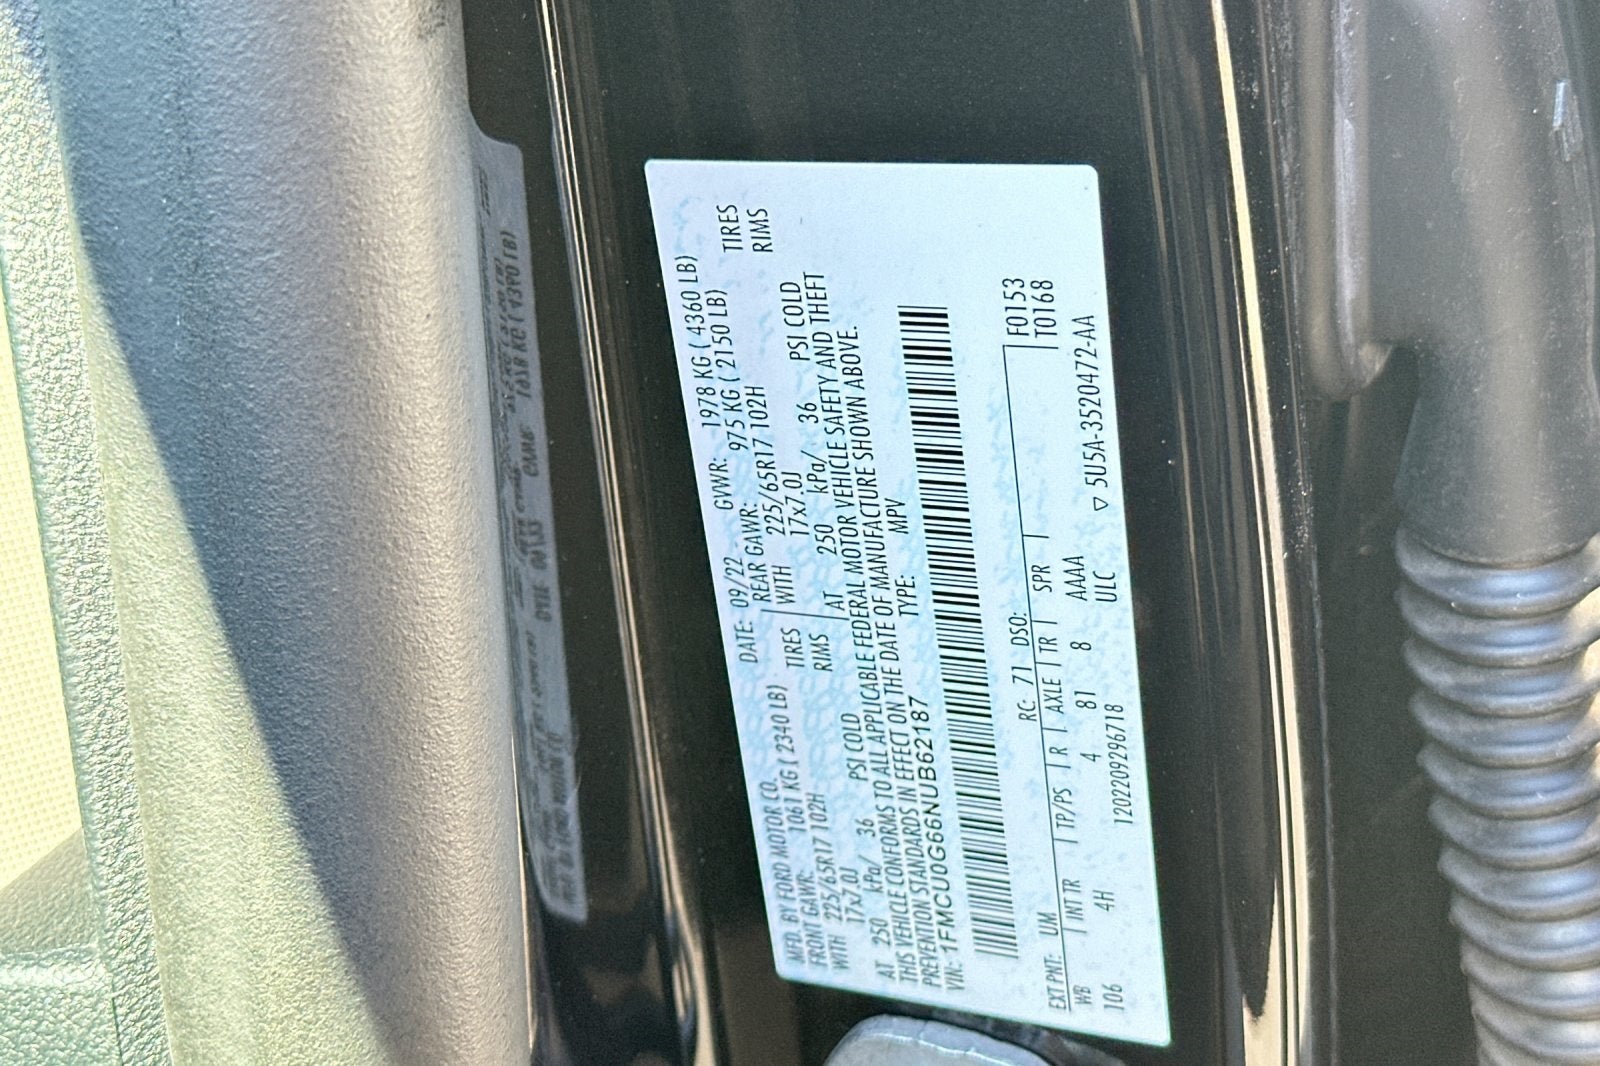 MFD. BY FORD MOTOR CO. DATE: 09/22 GVWR: 1978 KG ( 4360 LB)
FRONT GAWR: 1061 KG ( 2340 LB) REAR GAWR: 975 KG ( 2150 LB)
WITH 225/65R17 102H TIRES WITH 225/65R17 102H TIRES
17x7.0J RIMS 17x7.0J RIMS
AT 250 kPa/ 36 PSI COLD AT 250 kPa/ 36 PSI COLD
THIS VEHICLE CONFORMS TO ALL APPLICABLE FEDERAL MOTOR VEHICLE SAFETY AND THEFT
PREVENTION STANDARDS IN EFFECT ON THE DATE OF MANUFACTURE SHOWN ABOVE.
VIN: 1FMCU0G66NUB62187 TYPE: MPV
F0153
T0168
EXT PNT: UM RC: 71 DSO:
WB INT TR TP/PS R AXLE TR SPR
106 4H 4 81 8 AAAA
1202209296718 ULC ▽ 5U5A-3520472-AA